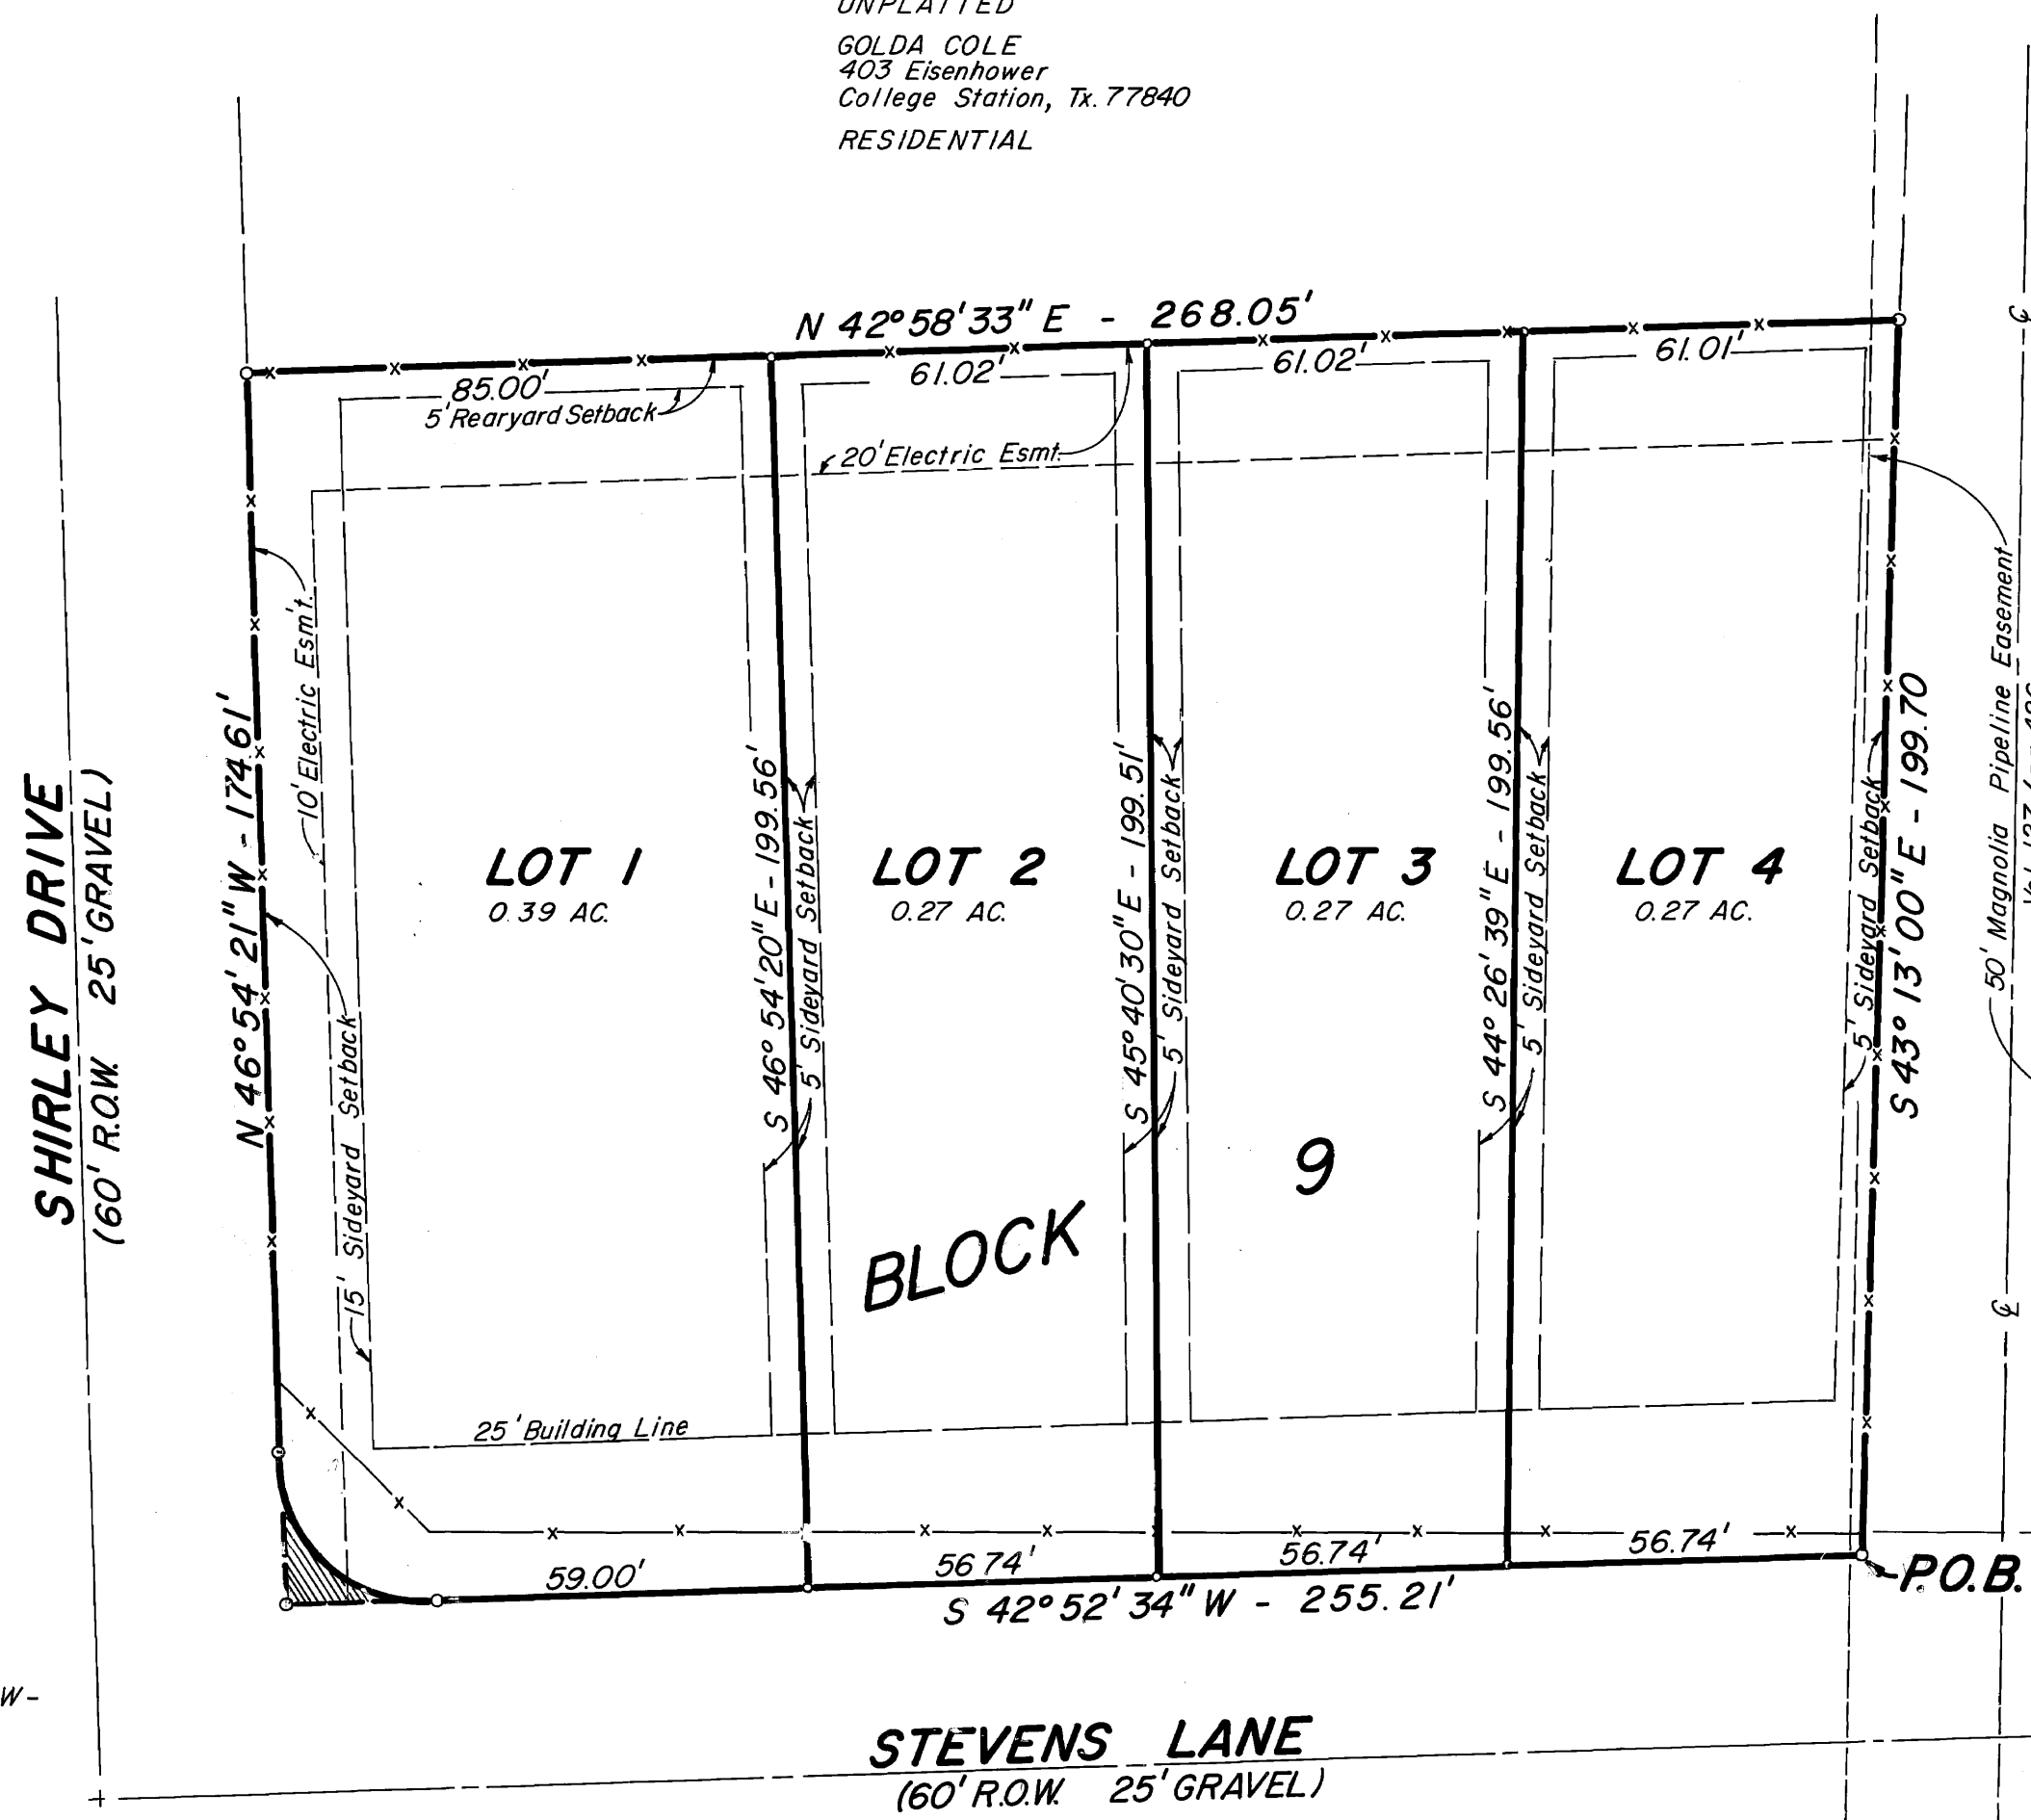 UNPLATTED
GOLDA COLE
403 Eisenhower
College Station, Tx. 77840
RESIDENTIAL
N 42°58'33" E - 268.05'
85.00'
61.02'
61.02'
61.01'
5' Rearyard Setback
20' Electric Esmt.
10' Electric Esm't.
N 46°54'21" W - 174.61'
15' Sideyard Setback
S 46°54'20" E - 199.56'
5' Sideyard Setback
S 45°40'30" E - 199.51'
5' Sideyard Setback
S 44°26'39" E - 199.56'
5' Sideyard Setback
5' Sideyard Setback
S 43°13'00" E - 199.70
50' Magnolia Pipeline Easement
SHIRLEY DRIVE
(60' R.O.W. 25' GRAVEL)
LOT 1
0.39 AC.
LOT 2
0.27 AC.
LOT 3
0.27 AC.
LOT 4
0.27 AC.
BLOCK 9
25' Building Line
59.00'
56.74'
56.74'
56.74'
S 42°52'34" W - 255.21'
P.O.B.
W-
STEVENS LANE
(60' R.O.W. 25' GRAVEL)